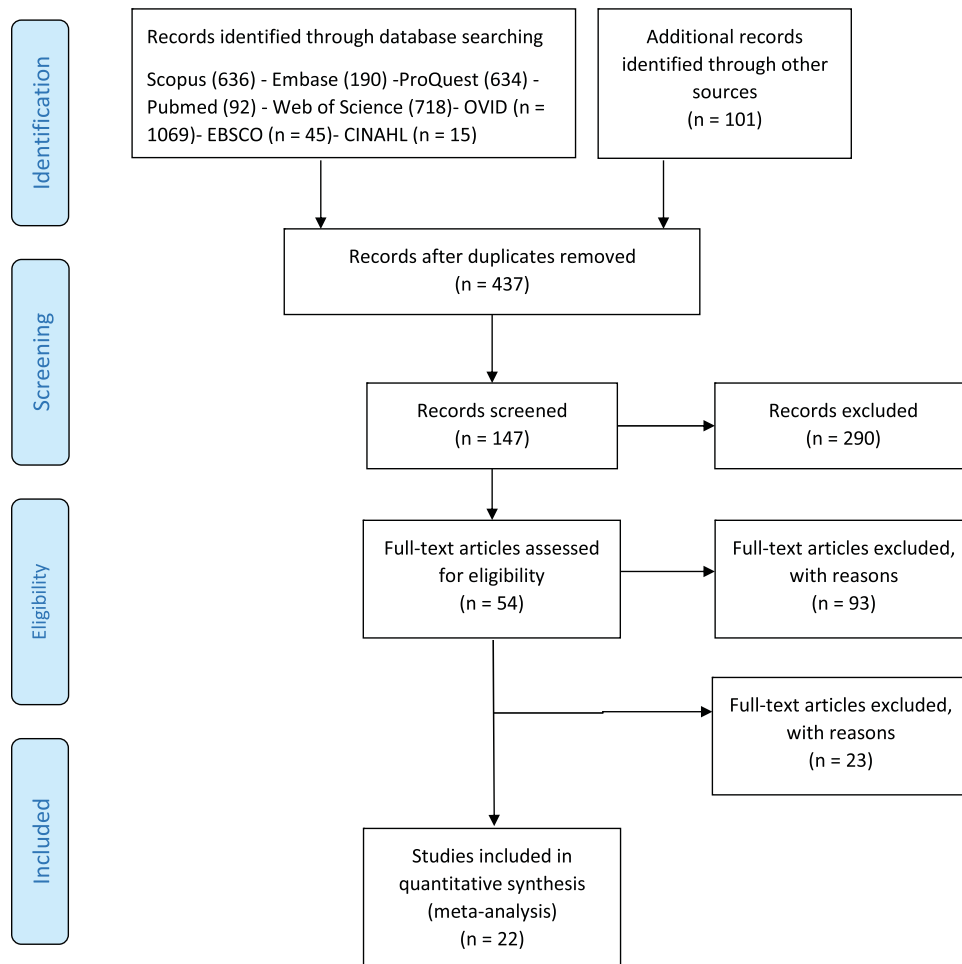 Identification
Records identified through database searching
Scopus (636) - Embase (190) -ProQuest (634) -
Pubmed (92) - Web of Science (718)- OVID (n =
1069)- EBSCO (n = 45)- CINAHL (n = 15)
Additional records
identified through other
sources
(n = 101)
Records after duplicates removed
(n = 437)
Screening
Records screened
(n = 147)
Records excluded
(n = 290)
Eligibility
Full-text articles assessed
for eligibility
(n = 54)
Full-text articles excluded,
with reasons
(n = 93)
Full-text articles excluded,
with reasons
(n = 23)
Included
Studies included in
quantitative synthesis
(meta-analysis)
(n = 22)